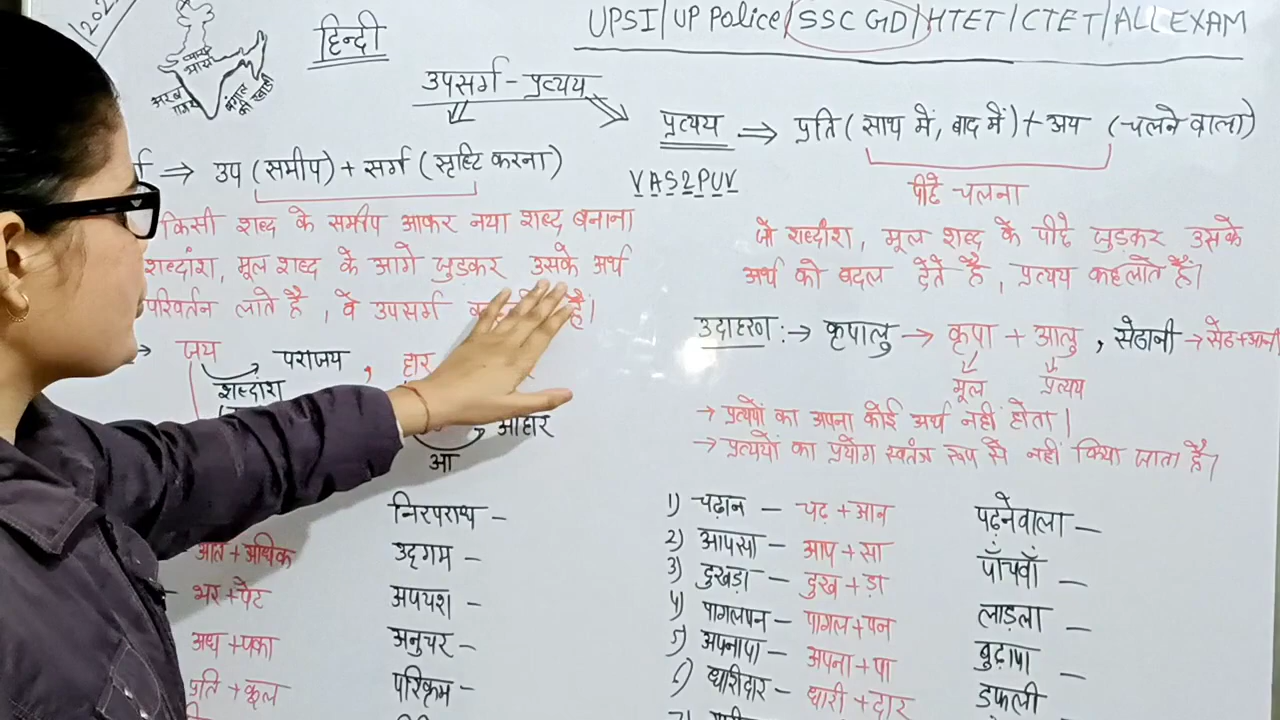 UPSI/UP Police/SSC GD/HTET/CTET/ALL EXAM
हिन्दी
अरब
सागर
बंगाल
की खाड़ी
उपसर्ग - प्रत्यय
उप (समीप) + सर्ग (सृष्टि करना)
किसी शब्द के समीप आकर नया शब्द बनाना
शब्दांश, मूल शब्द के आगे जुड़कर उसके अर्थ
परिवर्तन लाते हैं, वे उपसर्ग है।
जय पराजय, हार
शब्दांश
आहार
आ
निरपराध -
उद्गम -
अपयश -
अनुचर -
परिक्रम -
भर+पेट
अध+पका
प्रति+कूल
प्रत्यय ⇒ प्रति (साथ में, बाद में) + अय (चलने वाला)
VAS2PUV
पीछे चलना
जो शब्दांश, मूल शब्द के पीछे जुड़कर उसके
अर्थ को बदल देते हैं, प्रत्यय कहलाते हैं।
उदाहरण :→ कृपालु → कृपा + आलु, सेठानी → सेठ+आनी
मूल प्रत्यय
→ प्रत्ययों का अपना कोई अर्थ नहीं होता।
→ प्रत्ययों का प्रयोग स्वतंत्र रूप से नहीं किया जाता है।
1) चढ़ान - चढ़ + आन
2) आपसा - आप + सा
3) दुखड़ा - दुख + ड़ा
4) पागलपन - पागल+पन
5) अपनापा - अपना + पा
6) धारीदार - धारी + दार
पढ़नेवाला -
पाँचवाँ -
लाड़ला -
बुढ़ापा -
डफली